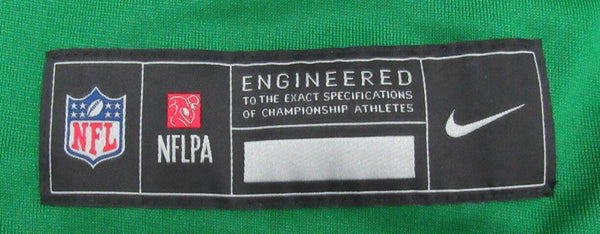 NFL
NFLPA
ENGINEERED
TO THE EXACT SPECIFICATIONS
OF CHAMPIONSHIP ATHLETES